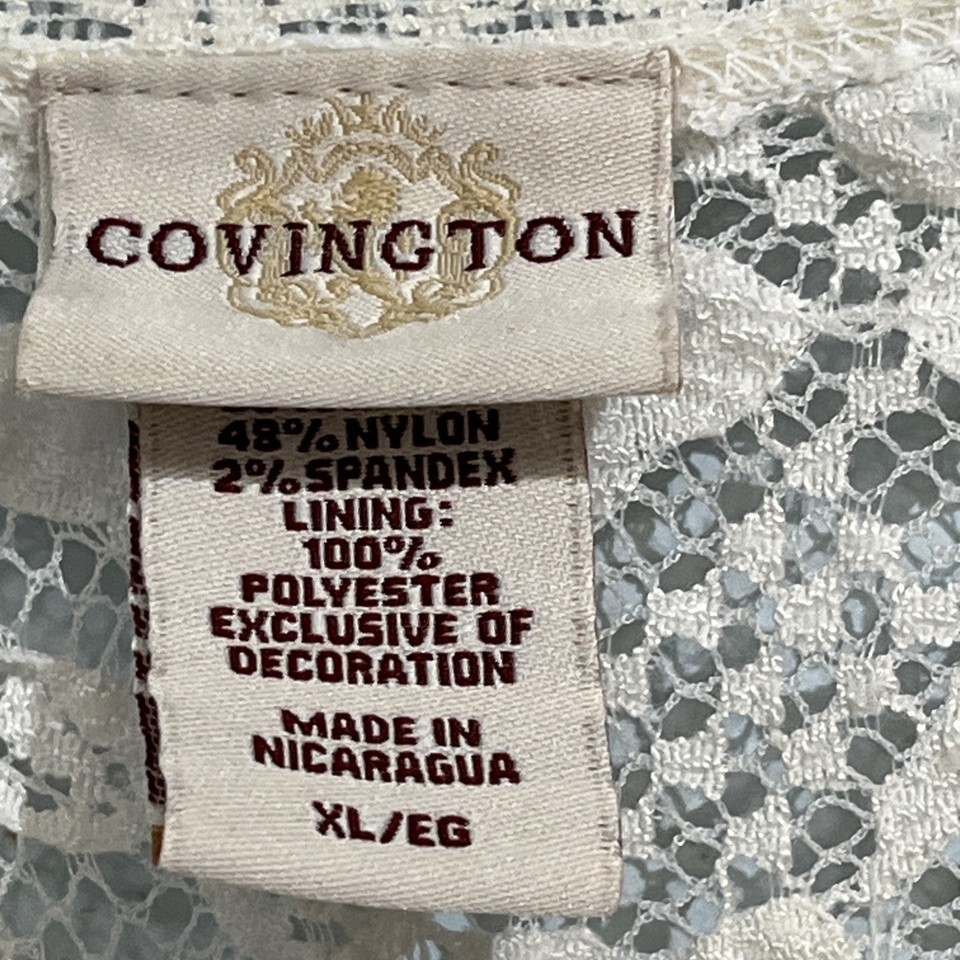 COVINGTON
48% NYLON
2% SPANDEX
LINING:
100%
POLYESTER
EXCLUSIVE OF
DECORATION
MADE IN
NICARAGUA
XL/EG